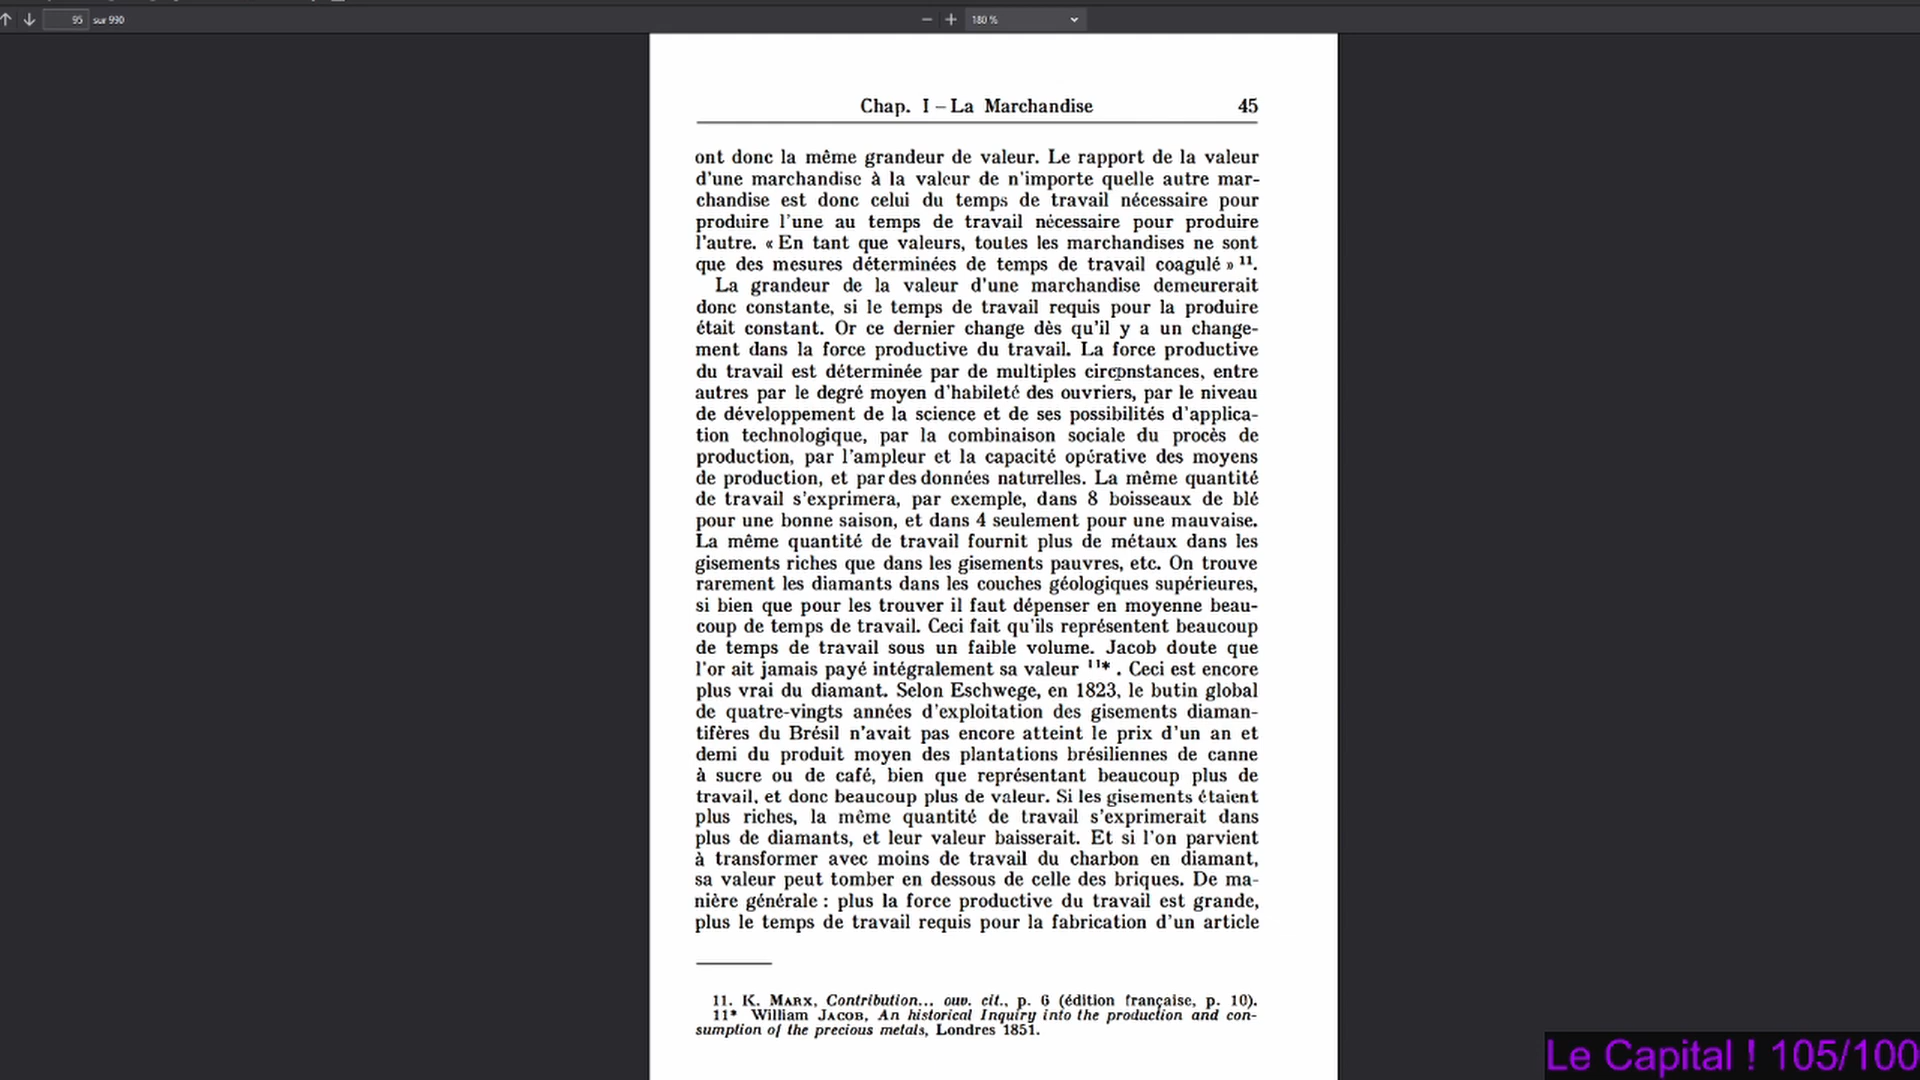 95 sur 990
180 %
Chap. I – La Marchandise 45
ont donc la même grandeur de valeur. Le rapport de la valeur
d'une marchandise à la valeur de n'importe quelle autre mar-
chandise est donc celui du temps de travail nécessaire pour
produire l'une au temps de travail nécessaire pour produire
l'autre. « En tant que valeurs, toutes les marchandises ne sont
que des mesures déterminées de temps de travail coagulé » 11.
La grandeur de la valeur d'une marchandise demeurerait
donc constante, si le temps de travail requis pour la produire
était constant. Or ce dernier change dès qu'il y a un change-
ment dans la force productive du travail. La force productive
du travail est déterminée par de multiples circonstances, entre
autres par le degré moyen d'habileté des ouvriers, par le niveau
de développement de la science et de ses possibilités d'applica-
tion technologique, par la combinaison sociale du procès de
production, par l'ampleur et la capacité opérative des moyens
de production, et par des données naturelles. La même quantité
de travail s'exprimera, par exemple, dans 8 boisseaux de blé
pour une bonne saison, et dans 4 seulement pour une mauvaise.
La même quantité de travail fournit plus de métaux dans les
gisements riches que dans les gisements pauvres, etc. On trouve
rarement les diamants dans les couches géologiques supérieures,
si bien que pour les trouver il faut dépenser en moyenne beau-
coup de temps de travail. Ceci fait qu'ils représentent beaucoup
de temps de travail sous un faible volume. Jacob doute que
l'or ait jamais payé intégralement sa valeur 11* . Ceci est encore
plus vrai du diamant. Selon Eschwege, en 1823, le butin global
de quatre-vingts années d'exploitation des gisements diaman-
tifères du Brésil n'avait pas encore atteint le prix d'un an et
demi du produit moyen des plantations brésiliennes de canne
à sucre ou de café, bien que représentant beaucoup plus de
travail, et donc beaucoup plus de valeur. Si les gisements étaient
plus riches, la même quantité de travail s'exprimerait dans
plus de diamants, et leur valeur baisserait. Et si l'on parvient
à transformer avec moins de travail du charbon en diamant,
sa valeur peut tomber en dessous de celle des briques. De ma-
nière générale : plus la force productive du travail est grande,
plus le temps de travail requis pour la fabrication d'un article
11. K. MARX, Contribution... ouv. cit., p. 6 (édition française, p. 10).
11* William JACOB, An historical Inquiry into the production and con-
sumption of the precious metals, Londres 1851.
Le Capital ! 105/100